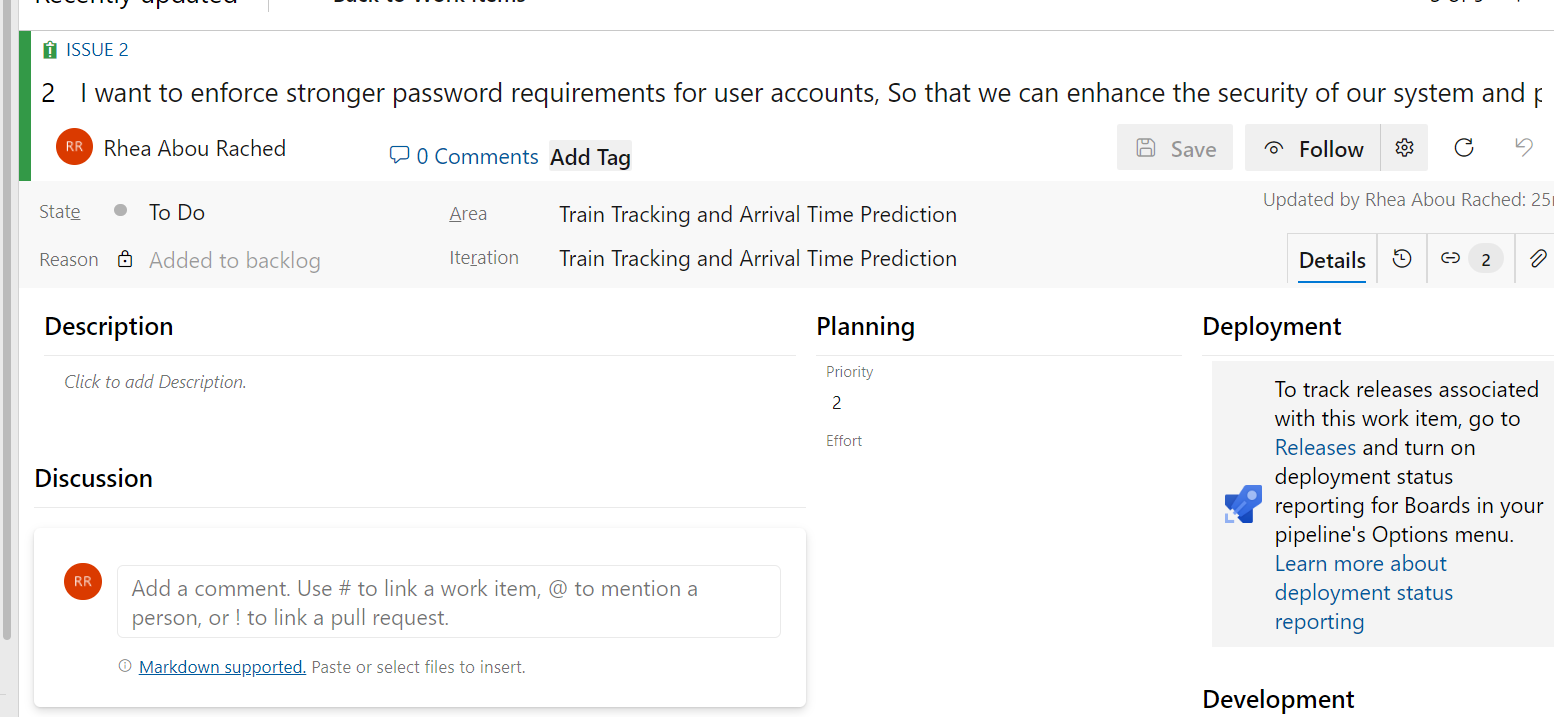 Recently updated Back to Work Items
ISSUE 2
2 I want to enforce stronger password requirements for user accounts, So that we can enhance the security of our system and p
RR Rhea Abou Rached 0 Comments Add Tag Save Follow
State To Do Area Train Tracking and Arrival Time Prediction Updated by Rhea Abou Rached: 25
Reason Added to backlog Iteration Train Tracking and Arrival Time Prediction Details 2
Description
Click to add Description.
Discussion
RR
Add a comment. Use # to link a work item, @ to mention a
person, or ! to link a pull request.
Markdown supported. Paste or select files to insert.
Planning
Priority
2
Effort
Deployment
To track releases associated
with this work item, go to
Releases and turn on
deployment status
reporting for Boards in your
pipeline's Options menu.
Learn more about
deployment status
reporting
Development